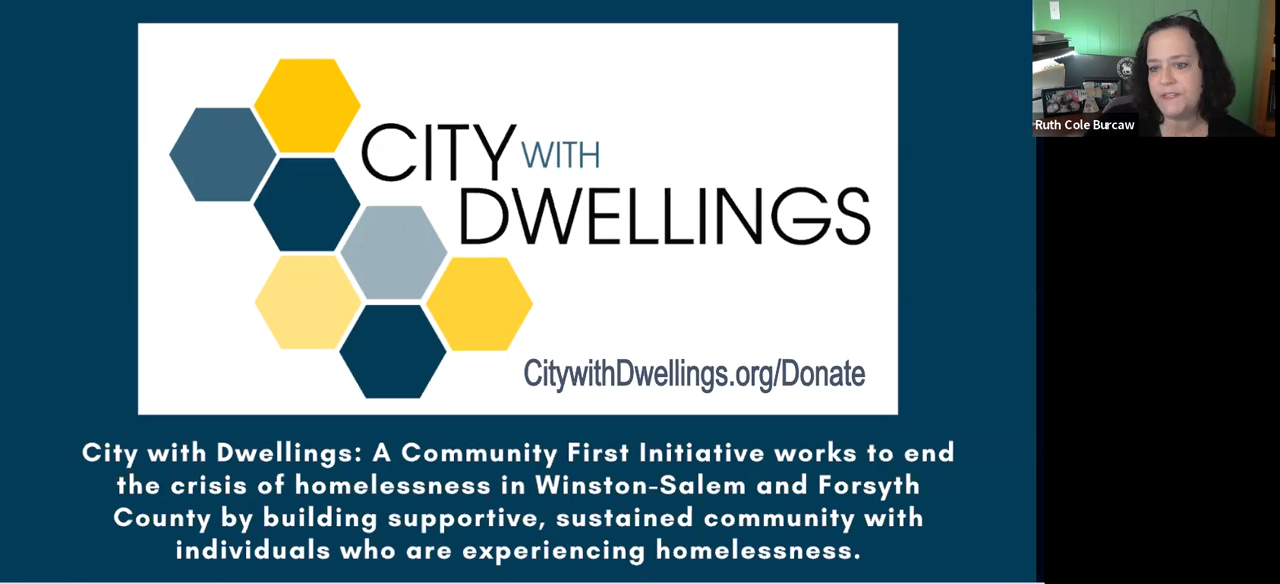 CITY WITH
DWELLINGS
CitywithDwellings.org/Donate
City with Dwellings: A Community First Initiative works to end
the crisis of homelessness in Winston-Salem and Forsyth
County by building supportive, sustained community with
individuals who are experiencing homelessness.
Ruth Cole Burcaw